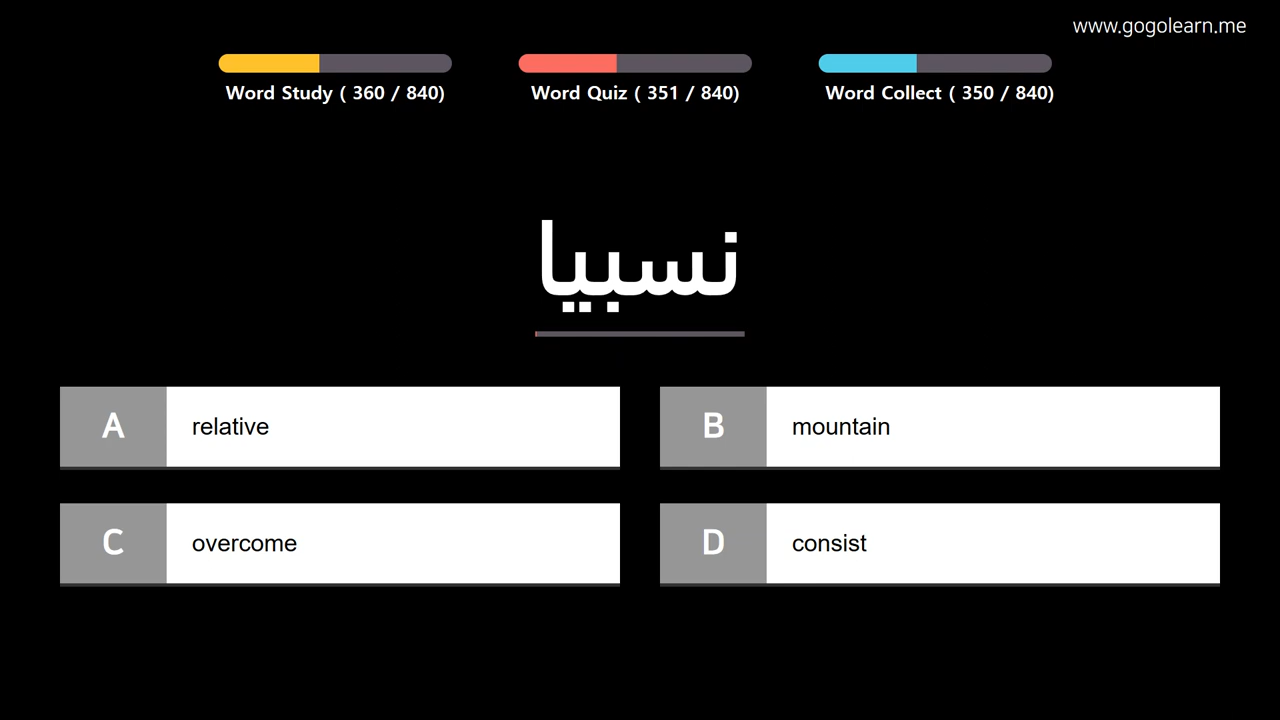 www.gogolearn.me
Word Study ( 360 / 840)
Word Quiz ( 351 / 840)
Word Collect ( 350 / 840)
نسبيا
A relative
B mountain
C overcome
D consist